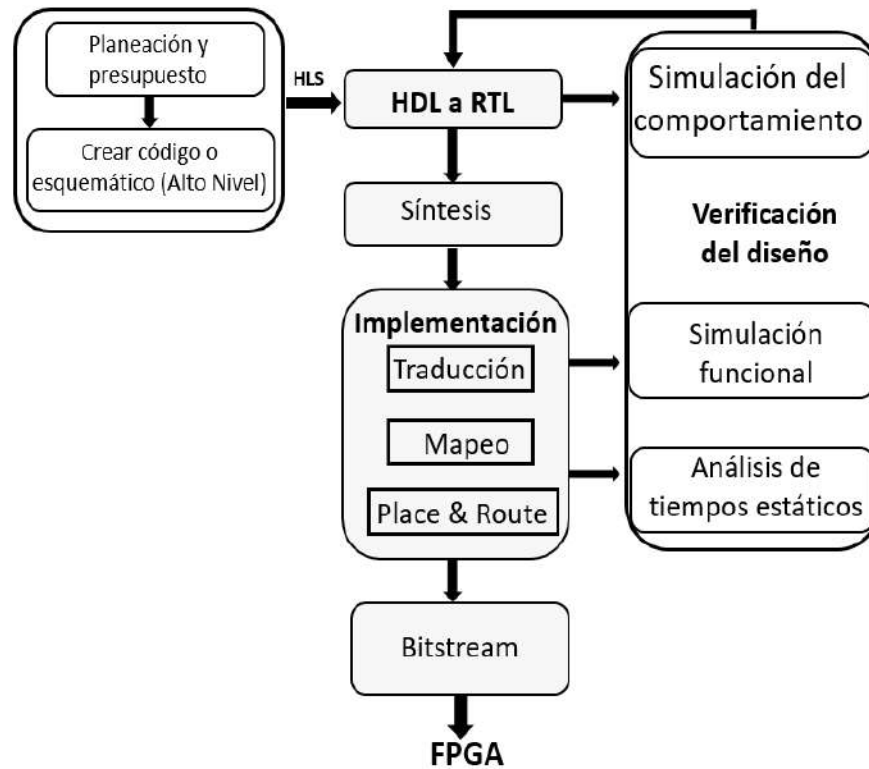 Planeación y
presupuesto
Crear código o
esquemático (Alto Nivel)
HLS
HDL a RTL
Síntesis
Implementación
Traducción
Mapeo
Place & Route
Bitstream
FPGA
Simulación del
comportamiento
Verificación
del diseño
Simulación
funcional
Análisis de
tiempos estáticos